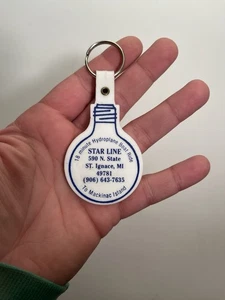 18 minute Hydroplane Boat Ride
STAR LINE
590 N. State
ST. Ignace, MI
49781
(906) 643-7635
To Mackinac Island